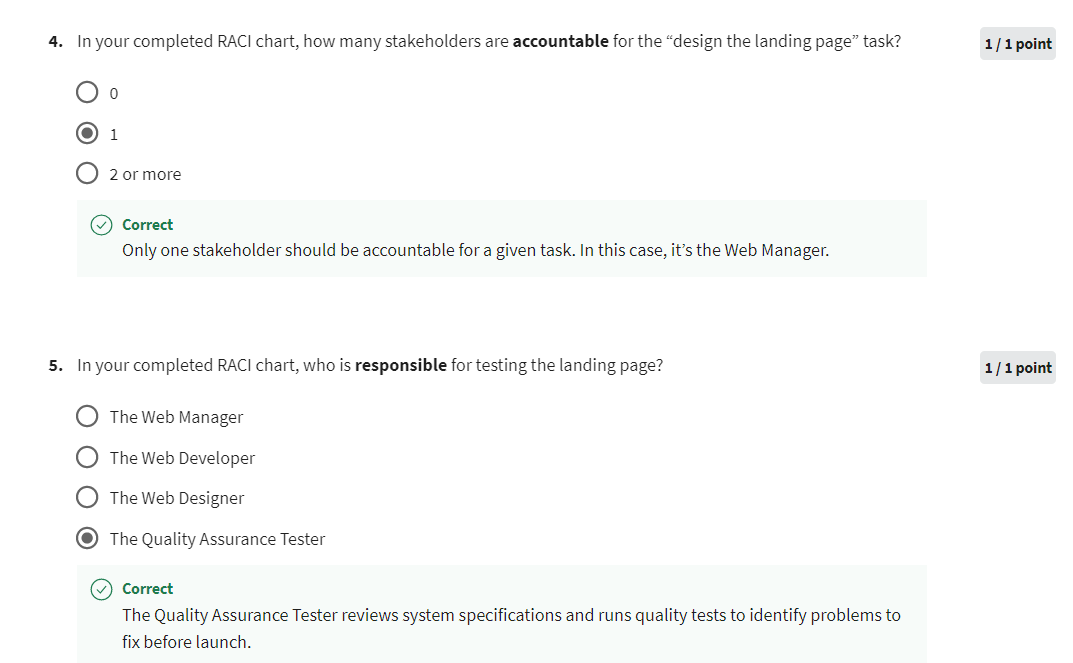 4. In your completed RACI chart, how many stakeholders are accountable for the “design the landing page” task?
1 / 1 point
0
1
2 or more
Correct
Only one stakeholder should be accountable for a given task. In this case, it’s the Web Manager.
5. In your completed RACI chart, who is responsible for testing the landing page?
1 / 1 point
The Web Manager
The Web Developer
The Web Designer
The Quality Assurance Tester
Correct
The Quality Assurance Tester reviews system specifications and runs quality tests to identify problems to
fix before launch.